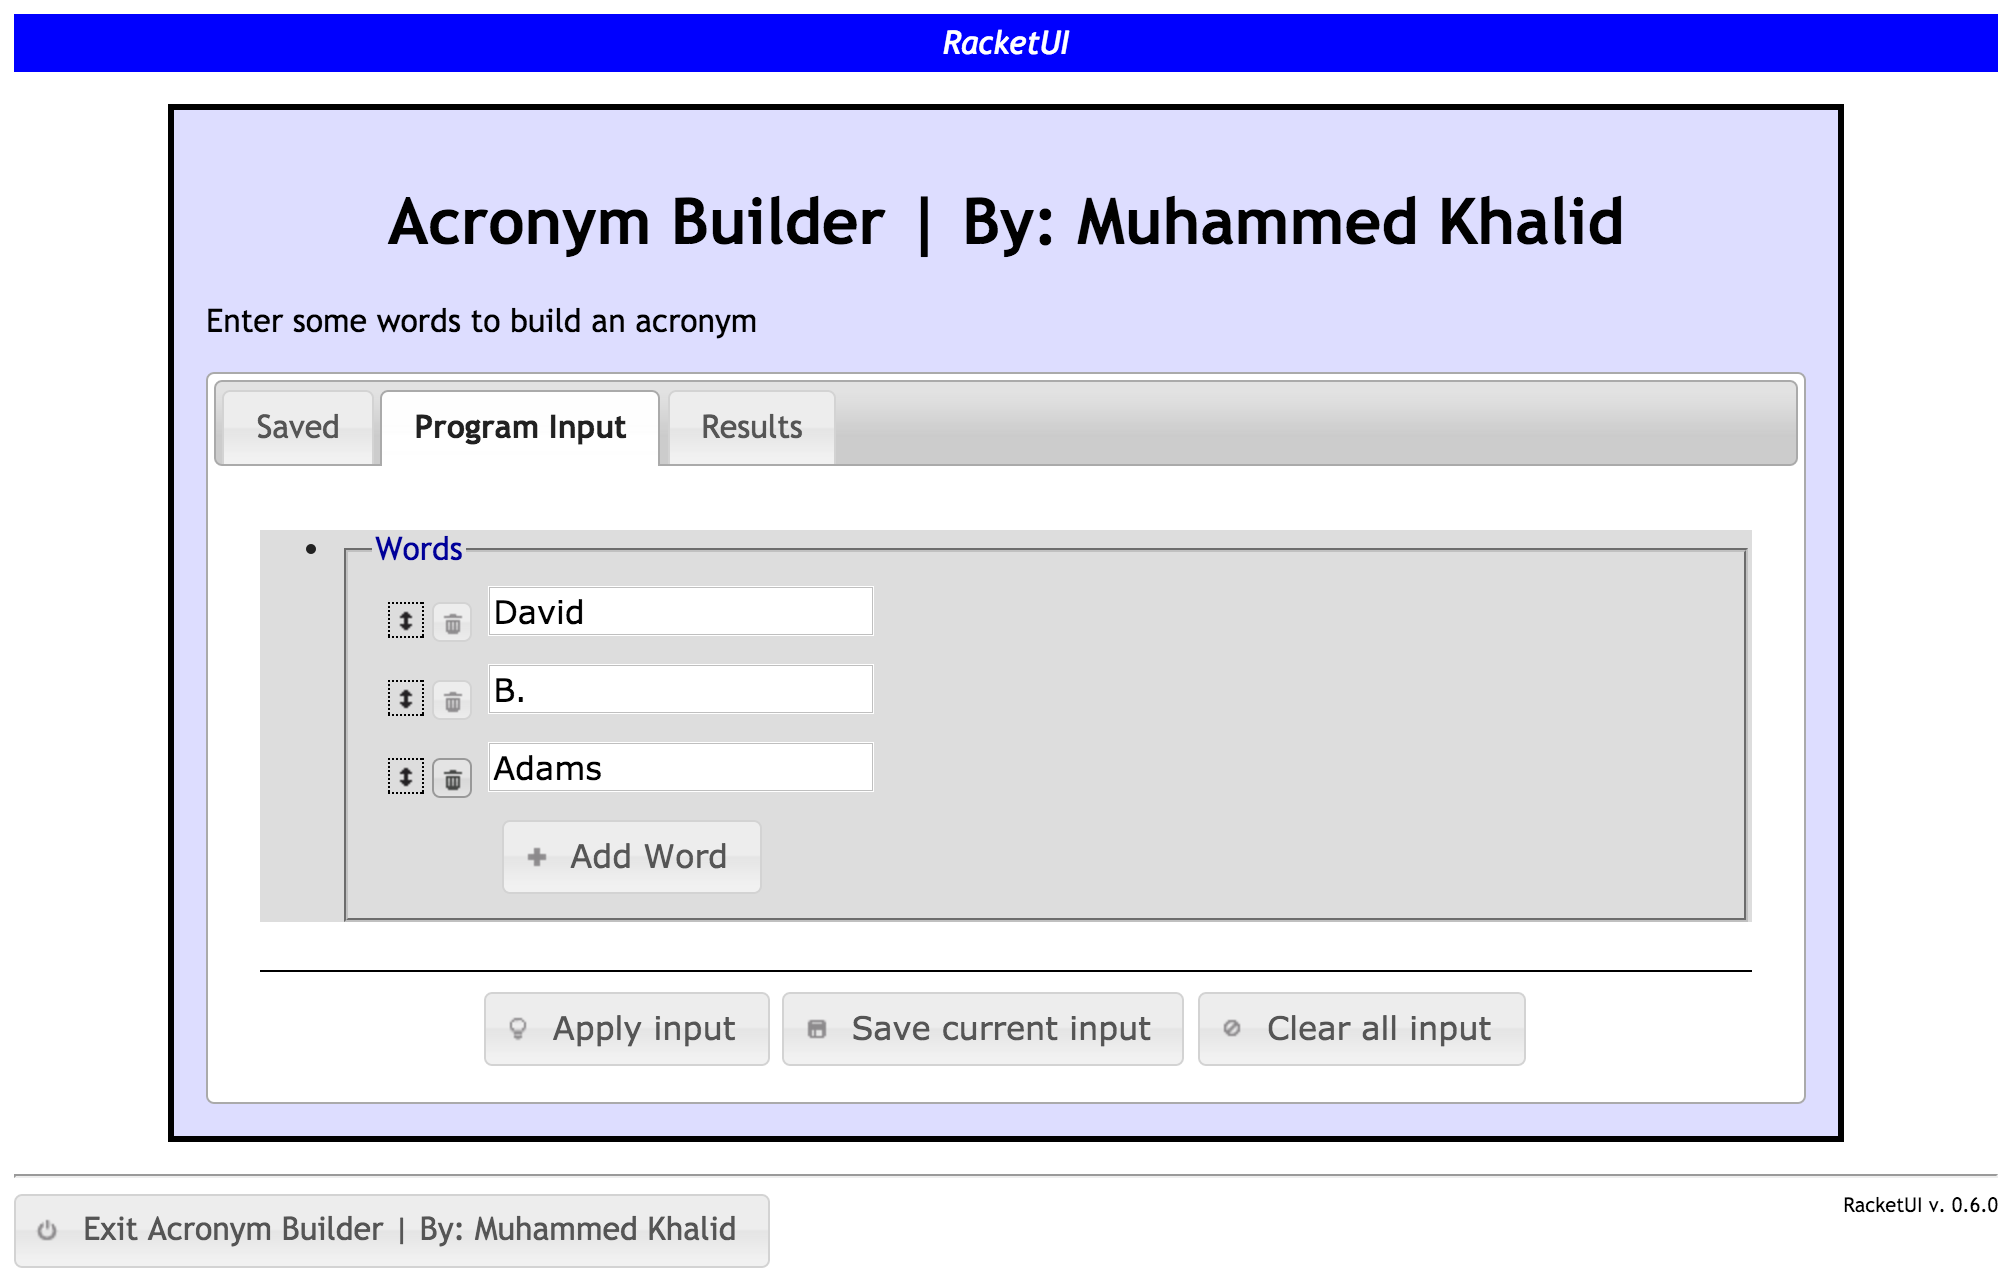 RacketUI
Acronym Builder | By: Muhammed Khalid
Enter some words to build an acronym
Saved Program Input Results
Words
David
B.
Adams
Add Word
Apply input Save current input Clear all input
Exit Acronym Builder | By: Muhammed Khalid
RacketUI v. 0.6.0